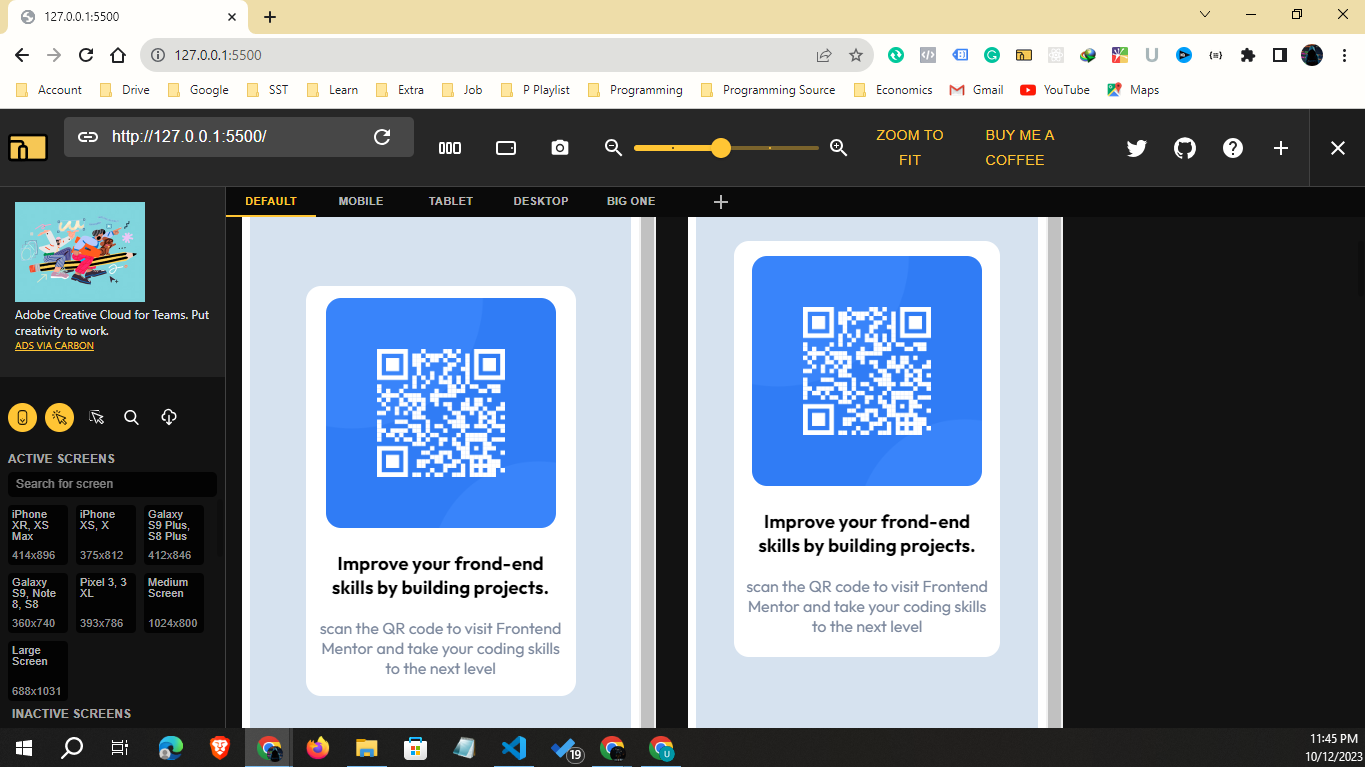 127.0.0.1:5500
127.0.0.1:5500
Account Drive Google SST Learn Extra Job P Playlist Programming Programming Source Economics Gmail YouTube Maps
http://127.0.0.1:5500/
ZOOM TO
FIT
BUY ME A
COFFEE
DEFAULT MOBILE TABLET DESKTOP BIG ONE
Adobe Creative Cloud for Teams. Put
creativity to work.
ADS VIA CARBON
ACTIVE SCREENS
Search for screen
iPhone
XR, XS
Max
414x896
iPhone
XS, X
375x812
Galaxy
S9 Plus,
S8 Plus
412x846
Galaxy
S9, Note
8, S8
360x740
Pixel 3, 3
XL
393x786
Medium
Screen
1024x800
Large
Screen
688x1031
INACTIVE SCREENS
Improve your frond-end
skills by building projects.
scan the QR code to visit Frontend
Mentor and take your coding skills
to the next level
Improve your frond-end
skills by building projects.
scan the QR code to visit Frontend
Mentor and take your coding skills
to the next level
19
U
11:45 PM
10/12/2023